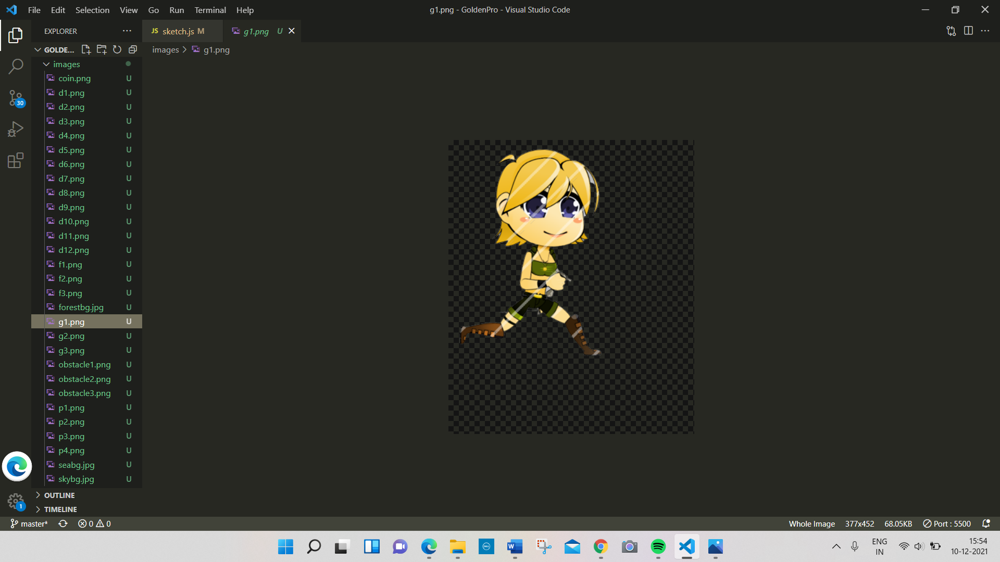 File Edit Selection View Go Run Terminal Help
g1.png - GoldenPro - Visual Studio Code
EXPLORER
JS sketch.js M
g1.png U
GOLDE...
images > g1.png
images
coin.png U
d1.png U
d2.png U
d3.png U
d4.png U
d5.png U
d6.png U
d7.png U
d8.png U
d9.png U
d10.png U
d11.png U
d12.png U
f1.png U
f2.png U
f3.png U
forestbg.jpg U
g1.png U
g2.png U
g3.png U
obstacle1.png U
obstacle2.png U
obstacle3.png U
p1.png U
p2.png U
p3.png U
p4.png U
seabg.jpg U
skybg.jpg U
30
1
OUTLINE
TIMELINE
master* 0 0 Whole Image 377x452 68.05KB Port : 5500
DELL
W
ENG
IN
15:54
10-12-2021